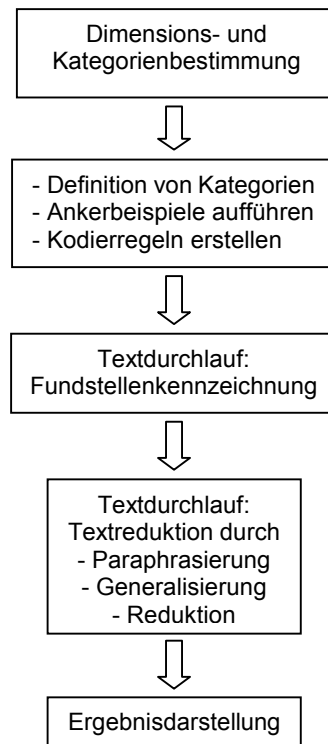 Dimensions- und
Kategorienbestimmung
- Definition von Kategorien
- Ankerbeispiele aufführen
- Kodierregeln erstellen
Textdurchlauf:
Fundstellenkennzeichnung
Textdurchlauf:
Textreduktion durch
- Paraphrasierung
- Generalisierung
- Reduktion
Ergebnisdarstellung